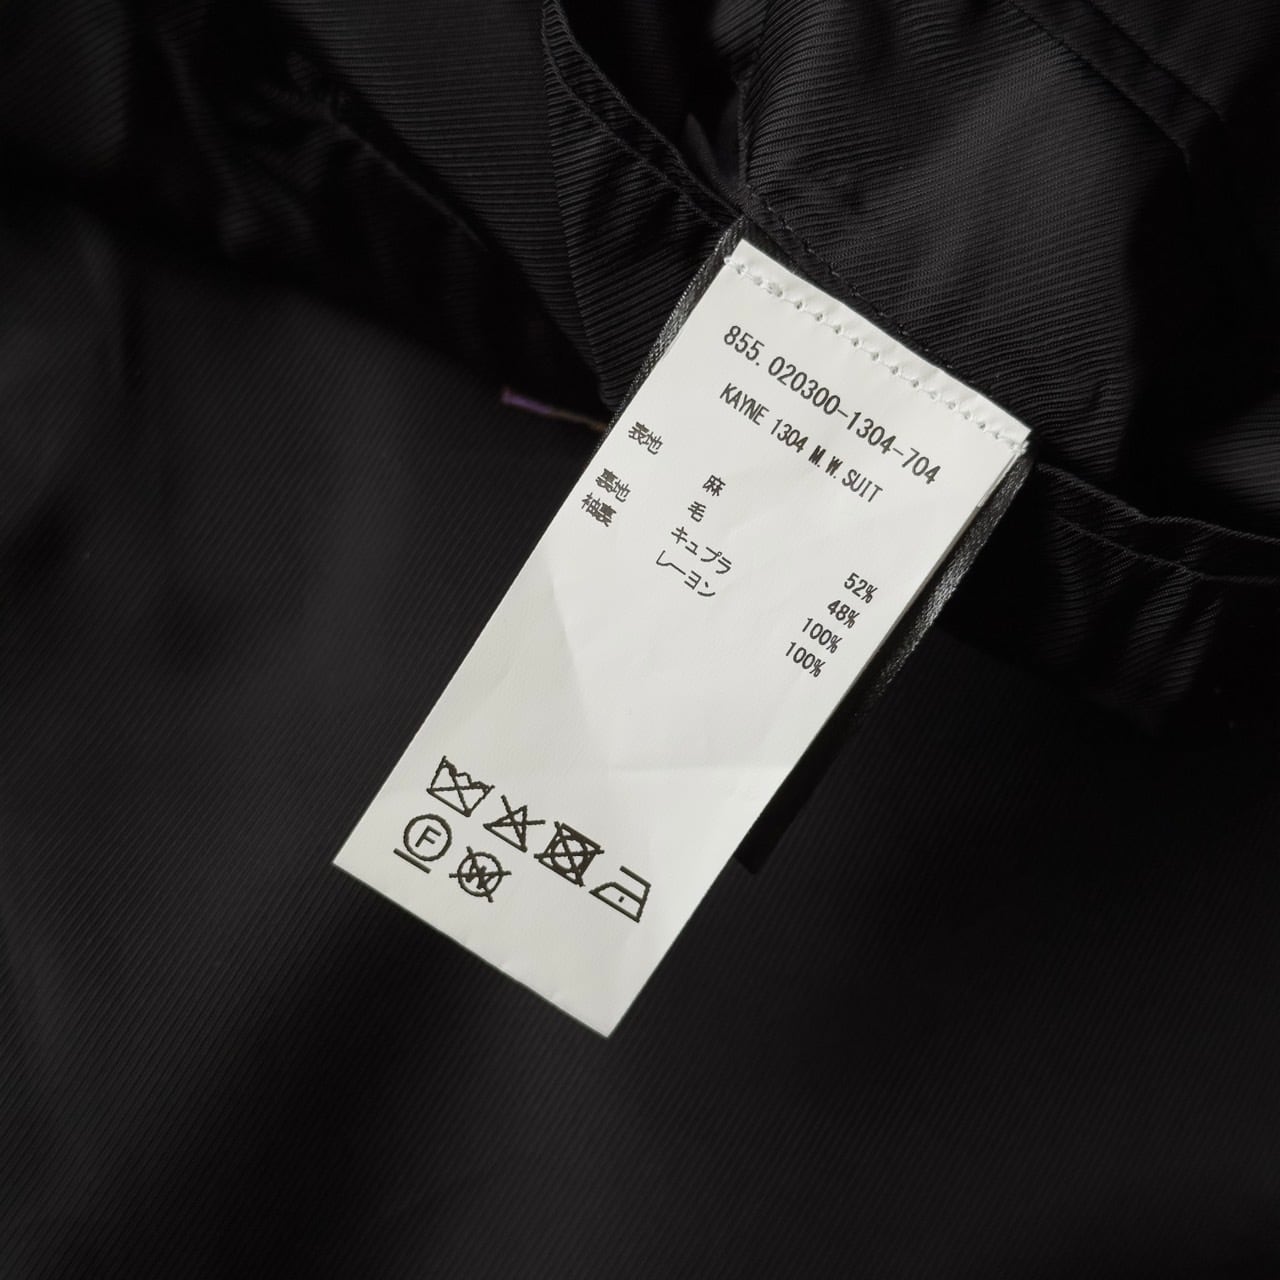 855. 020300-1304-704
KAYNE 1304 M.W.SUIT
表地 麻 52%
毛 48%
裏地 キュプラ 100%
袖裏 レーヨン 100%
F
W